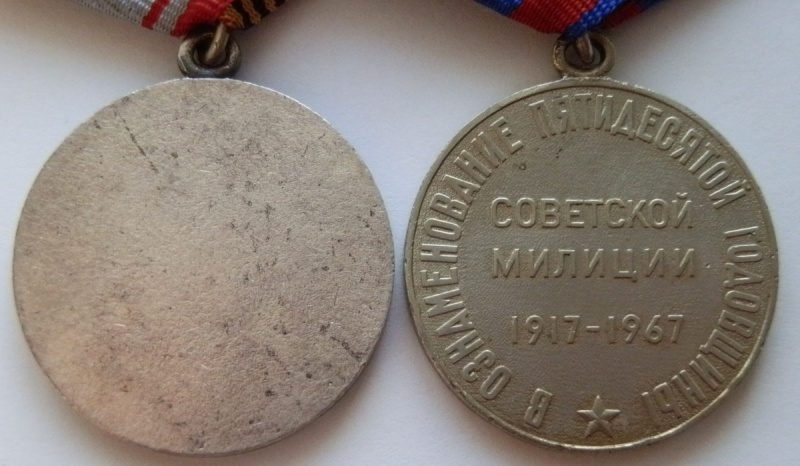 В ОЗНАМЕНОВАНИЕ ПЯТИДЕСЯТОЙ ГОДОВЩИНЫ
СОВЕТСКОЙ
МИЛИЦИИ
1917-1967